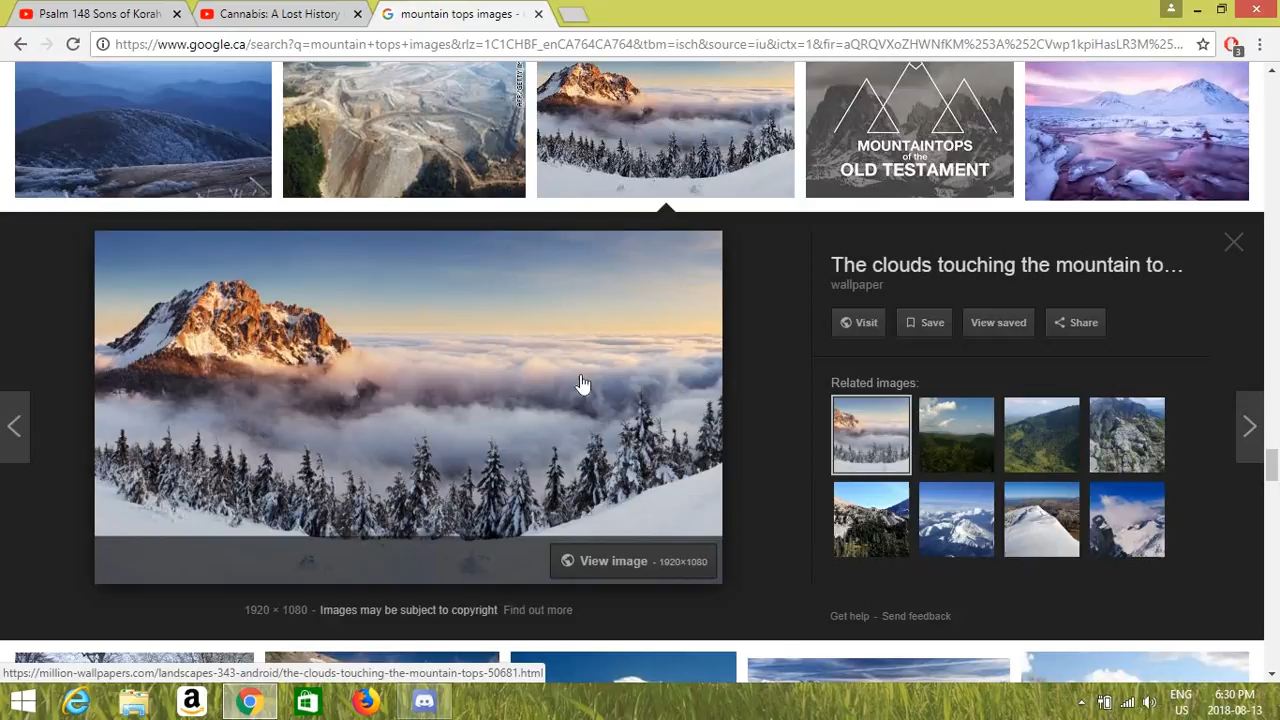 Psalm 148 Sons of Korah
Cannabis: A Lost History
mountain tops images -
https://www.google.ca/search?q=mountain+tops+images&rlz=1C1CHBF_enCA764CA764&tbm=isch&source=iu&ictx=1&fir=aQRQVXoZHWNfKM%253A%252CVwp1kpiHasLR3M%25...
3
MOUNTAINTOPS
of the
OLD TESTAMENT
The clouds touching the mountain to...
wallpaper
Visit
Save
View saved
Share
Related images:
View image - 1920×1080
1920 × 1080 - Images may be subject to copyright Find out more
Get help - Send feedback
https://million-wallpapers.com/landscapes-343-android/the-clouds-touching-the-mountain-tops-50681.html
ENG
US
6:30 PM
2018-08-13